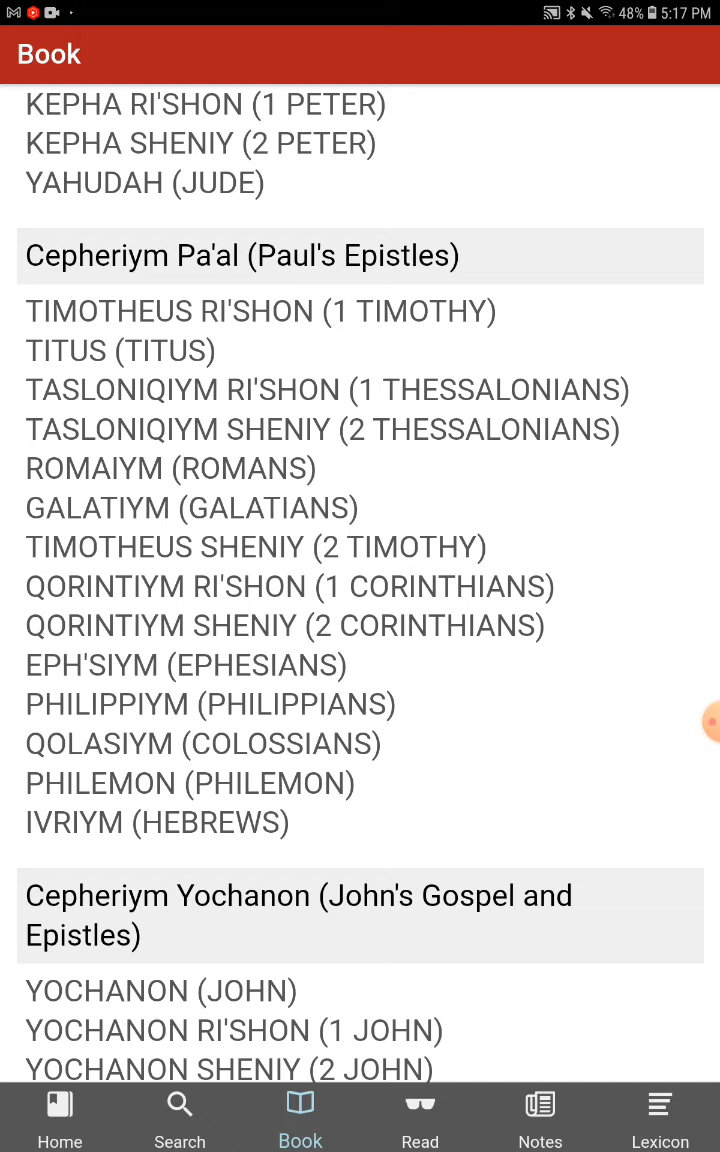 48% 5:17 PM
Book
KEPHA RI'SHON (1 PETER)
KEPHA SHENIY (2 PETER)
YAHUDAH (JUDE)
Cepheriym Pa'al (Paul's Epistles)
TIMOTHEUS RI'SHON (1 TIMOTHY)
TITUS (TITUS)
TASLONIQIYM RI'SHON (1 THESSALONIANS)
TASLONIQIYM SHENIY (2 THESSALONIANS)
ROMAIYM (ROMANS)
GALATIYM (GALATIANS)
TIMOTHEUS SHENIY (2 TIMOTHY)
QORINTIYM RI'SHON (1 CORINTHIANS)
QORINTIYM SHENIY (2 CORINTHIANS)
EPH'SIYM (EPHESIANS)
PHILIPPIYM (PHILIPPIANS)
QOLASIYM (COLOSSIANS)
PHILEMON (PHILEMON)
IVRIYM (HEBREWS)
Cepheriym Yochanon (John's Gospel and
Epistles)
YOCHANON (JOHN)
YOCHANON RI'SHON (1 JOHN)
YOCHANON SHENIY (2 JOHN)
Home Search Book Read Notes Lexicon